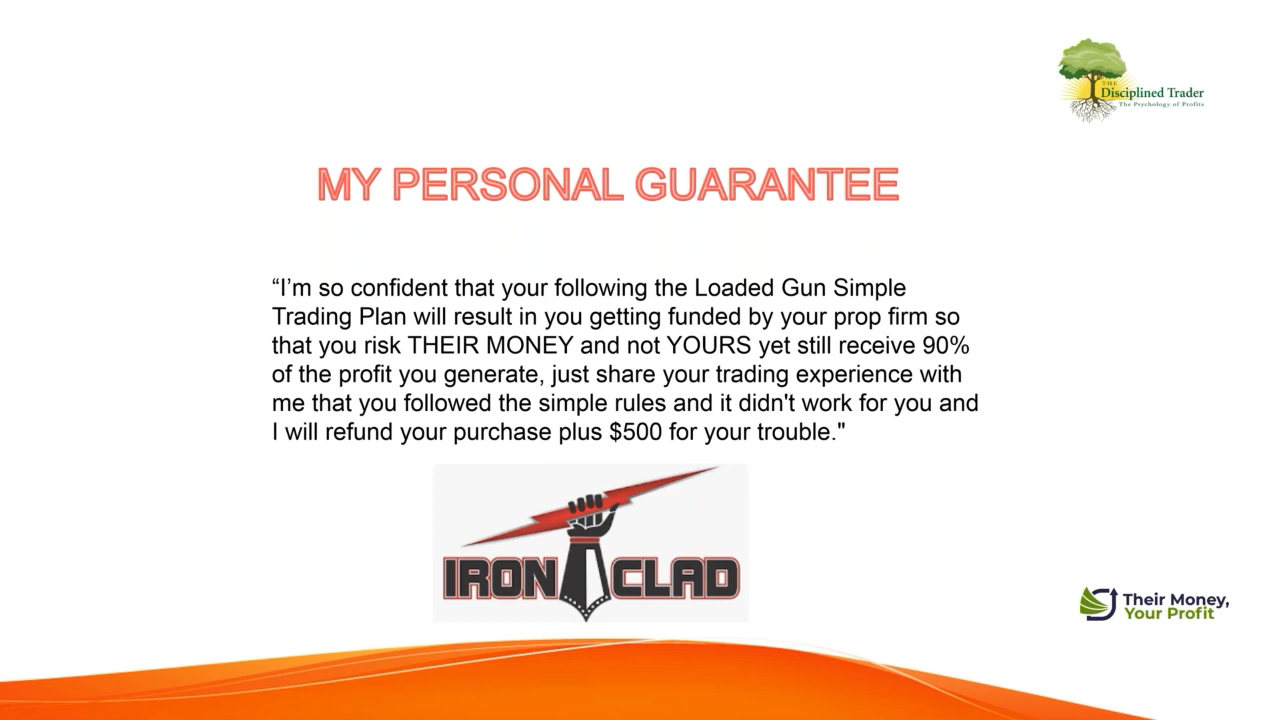 THE
Disciplined Trader
The Psychology of Profits
MY PERSONAL GUARANTEE
“I’m so confident that your following the Loaded Gun Simple
Trading Plan will result in you getting funded by your prop firm so
that you risk THEIR MONEY and not YOURS yet still receive 90%
of the profit you generate, just share your trading experience with
me that you followed the simple rules and it didn't work for you and
I will refund your purchase plus $500 for your trouble."
IRON CLAD
Their Money,
Your Profit